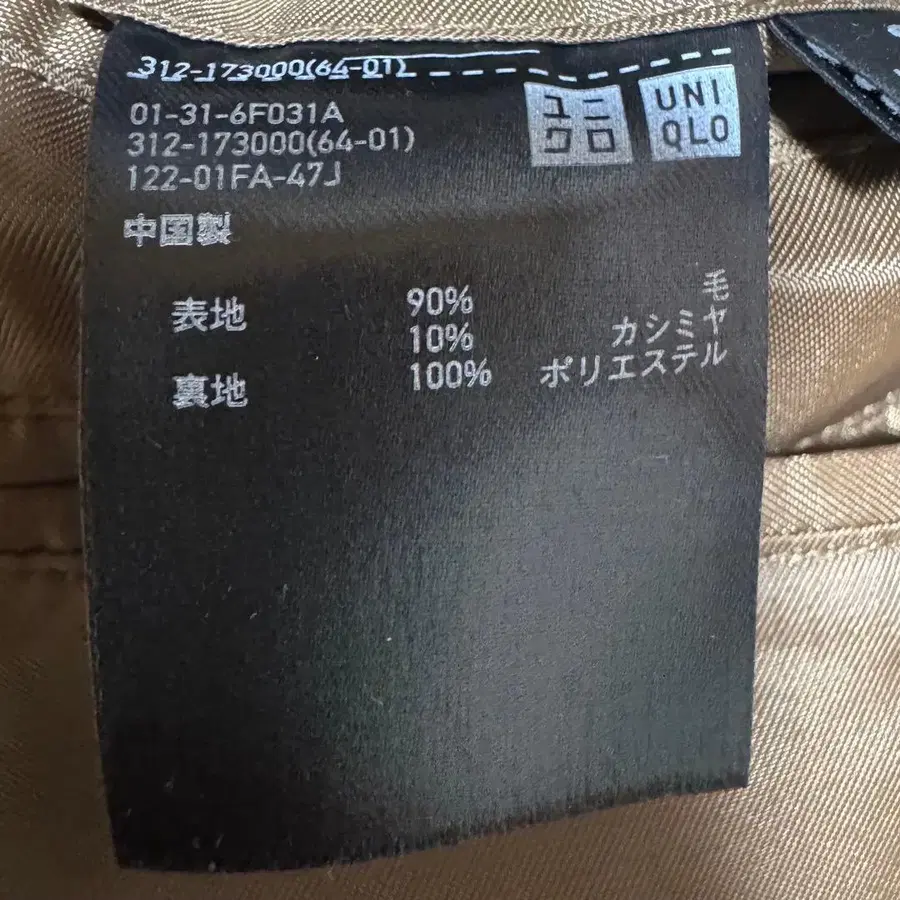 312-173000(64-01)
01-31-6F031A
312-173000(64-01)
122-01FA-47J
ユニ
クロ
UNI
QLO
中国製
表地 90% 毛
10% カシミヤ
裏地 100% ポリエステル